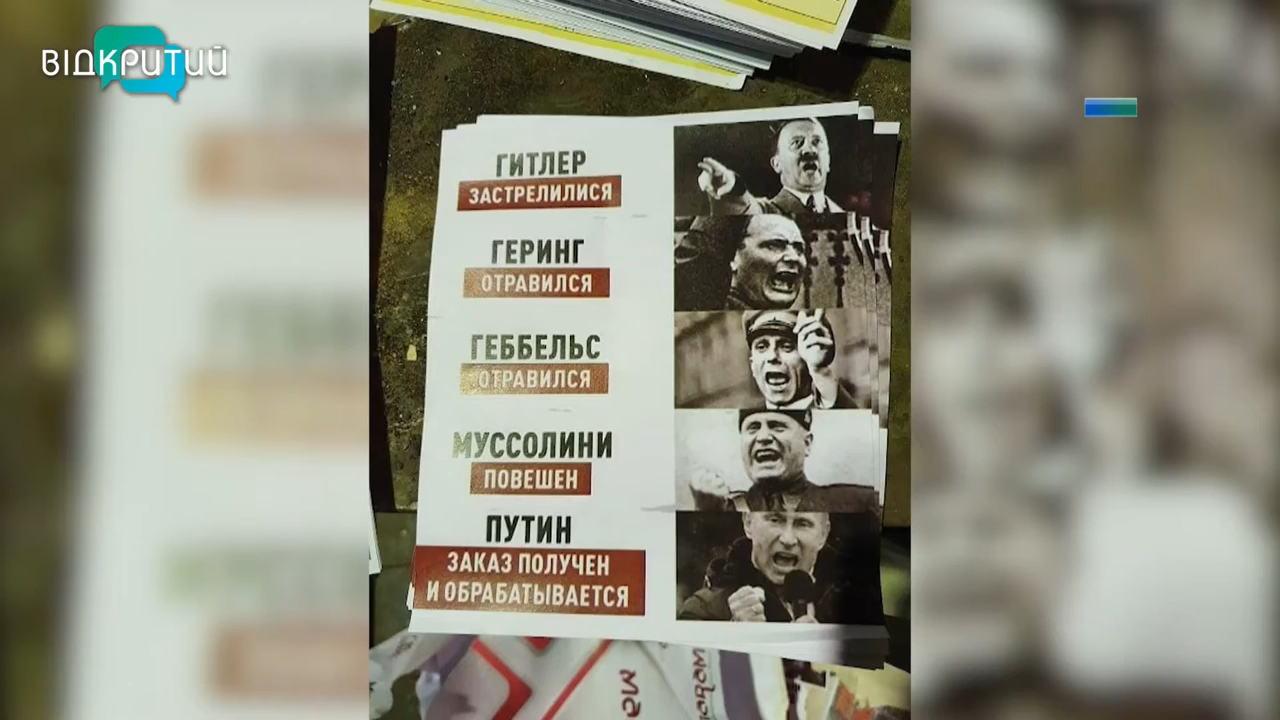 ВІДКРИТИЙ
ГИТЛЕР
ЗАСТРЕЛИЛИСЯ
ГЕРИНГ
ОТРАВИЛСЯ
ГЕББЕЛЬС
ОТРАВИЛСЯ
МУССОЛИНИ
ПОВЕШЕН
ПУТИН
ЗАКАЗ ПОЛУЧЕН
И ОБРАБАТЫВАЕТСЯ